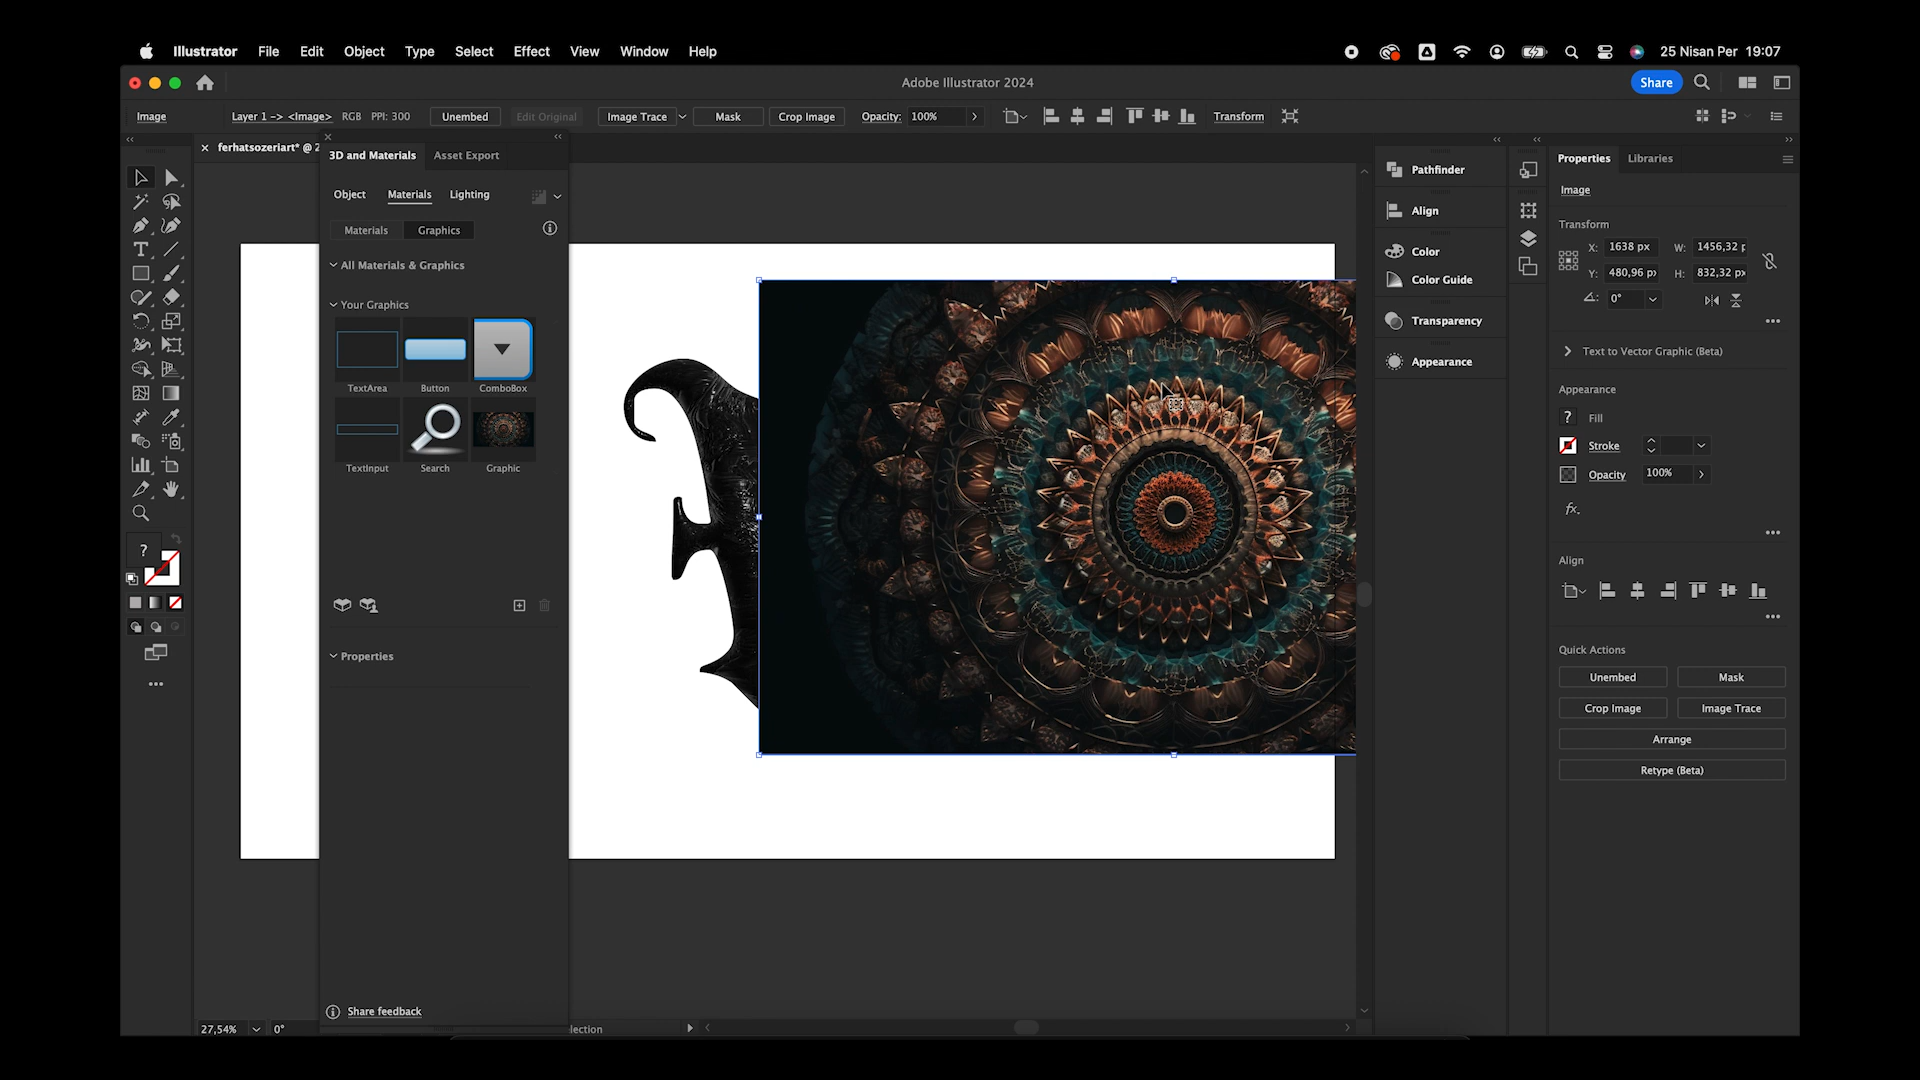 Illustrator File Edit Object Type Select Effect View Window Help 25 Nisan Per 19:07
Adobe Illustrator 2024 Share
Image Layer 1 -> <Image> RGB PPI: 300 Unembed Edit Original Image Trace Mask Crop Image Opacity: 100% Transform
ferhatsozeriart* @ 2
3D and Materials Asset Export
Object Materials Lighting
Materials Graphics
All Materials & Graphics
Your Graphics
TextArea Button ComboBox
TextInput Search Graphic
Properties
Share feedback
27,54% 0° lection
Pathfinder
Align
Color
Color Guide
Transparency
Appearance
Properties Libraries
Image
Transform
X: 1638 px W: 1456,32 p
Y: 480,96 px H: 832,32 px
0°
Text to Vector Graphic (Beta)
Appearance
? Fill
Stroke
Opacity 100%
fx.
Align
Quick Actions
Unembed Mask
Crop Image Image Trace
Arrange
Retype (Beta)